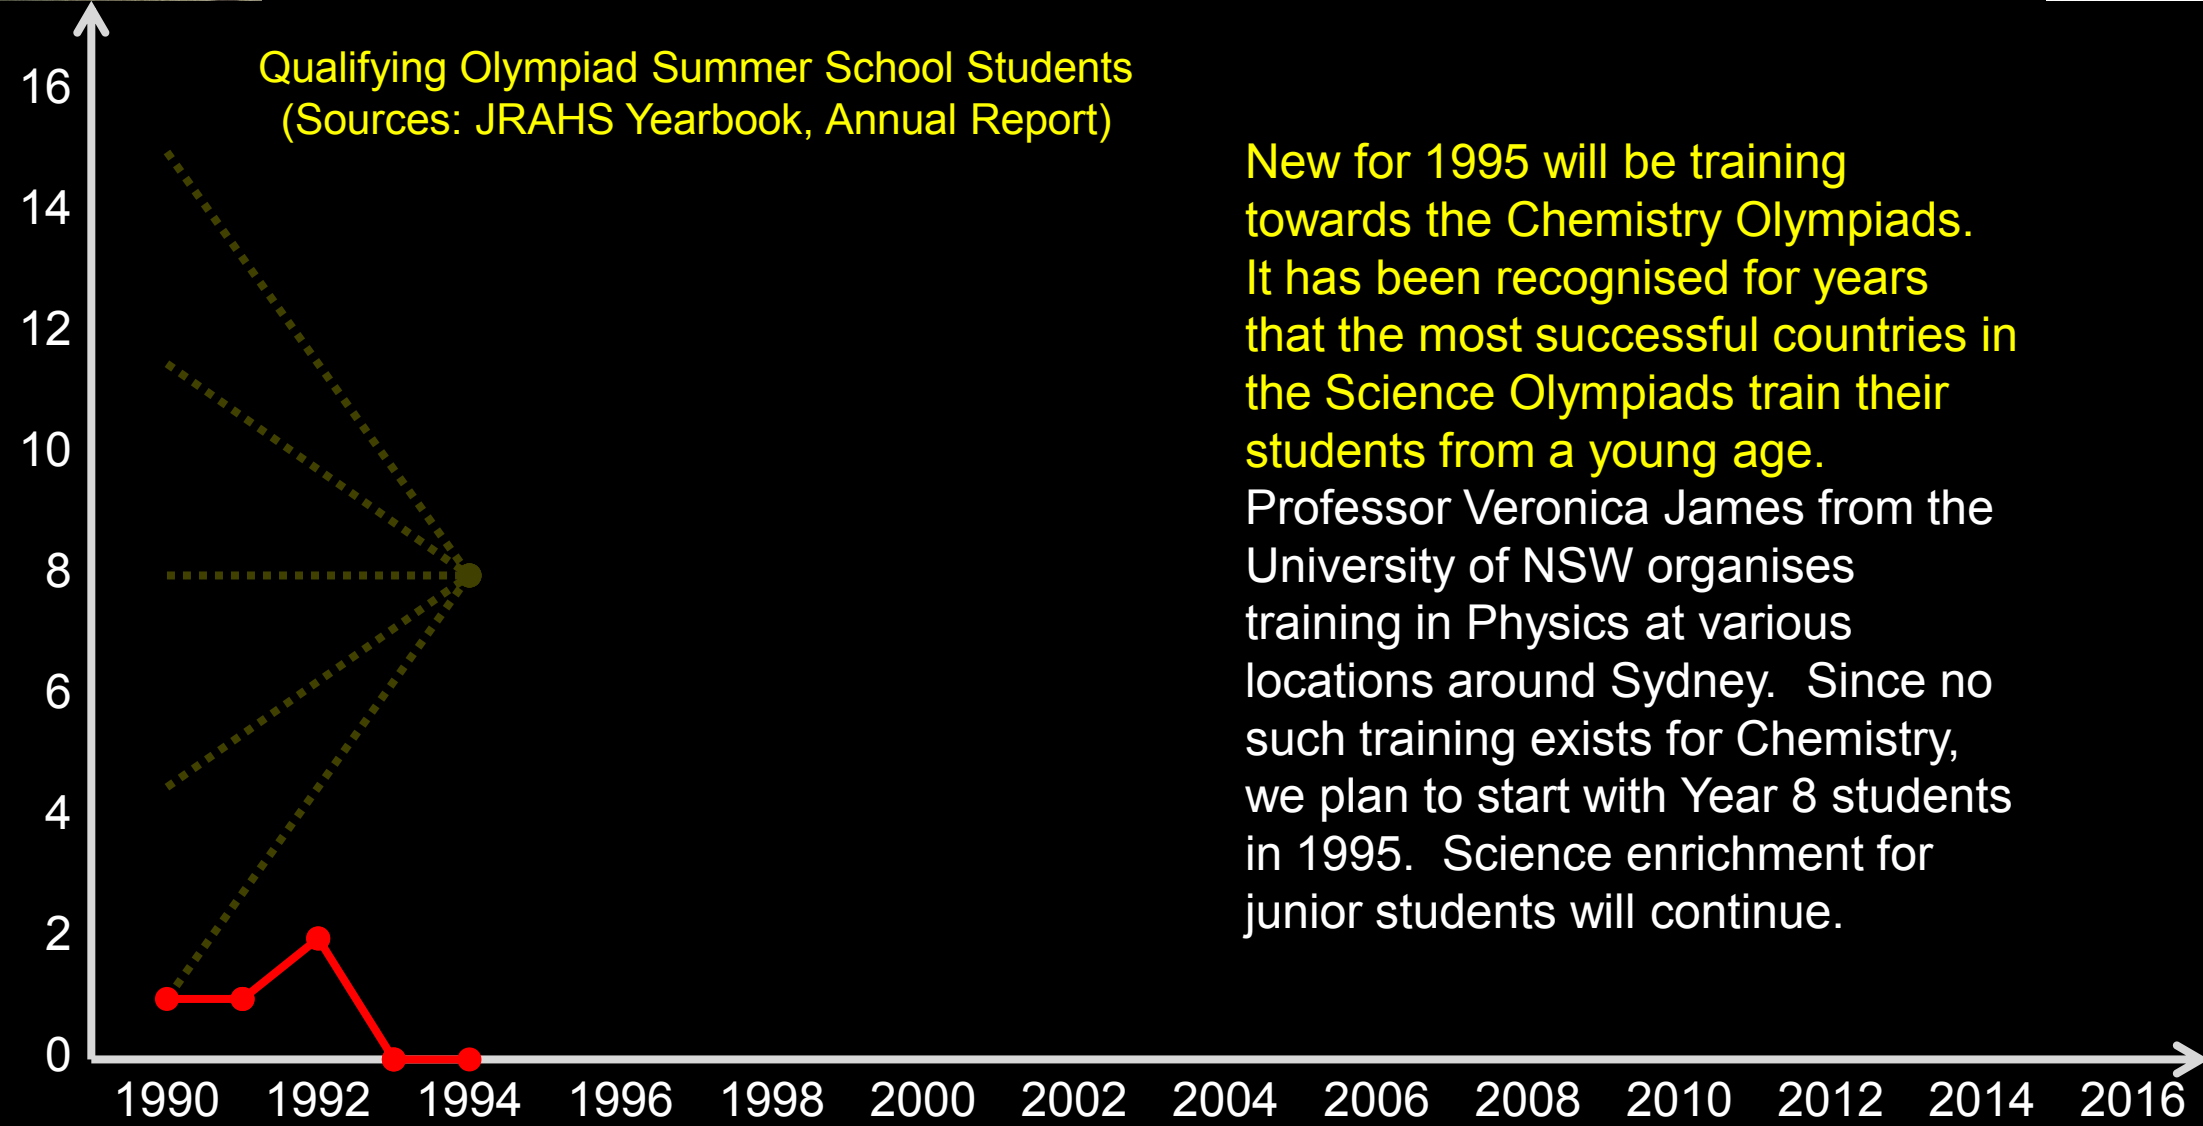 Qualifying Olympiad Summer School Students
(Sources: JRAHS Yearbook, Annual Report)
16
14
12
10
8
6
4
2
0
1990 1992 1994 1996 1998 2000 2002 2004 2006 2008 2010 2012 2014 2016
New for 1995 will be training
towards the Chemistry Olympiads.
It has been recognised for years
that the most successful countries in
the Science Olympiads train their
students from a young age.
Professor Veronica James from the
University of NSW organises
training in Physics at various
locations around Sydney.  Since no
such training exists for Chemistry,
we plan to start with Year 8 students
in 1995.  Science enrichment for
junior students will continue.